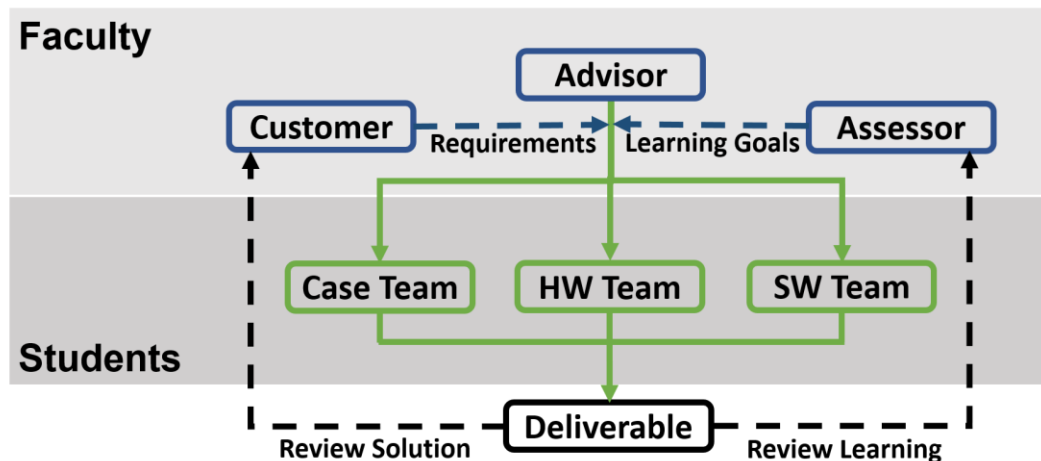 Faculty
Advisor
Customer
Assessor
Requirements
Learning Goals
Case Team
HW Team
SW Team
Students
Deliverable
Review Solution
Review Learning